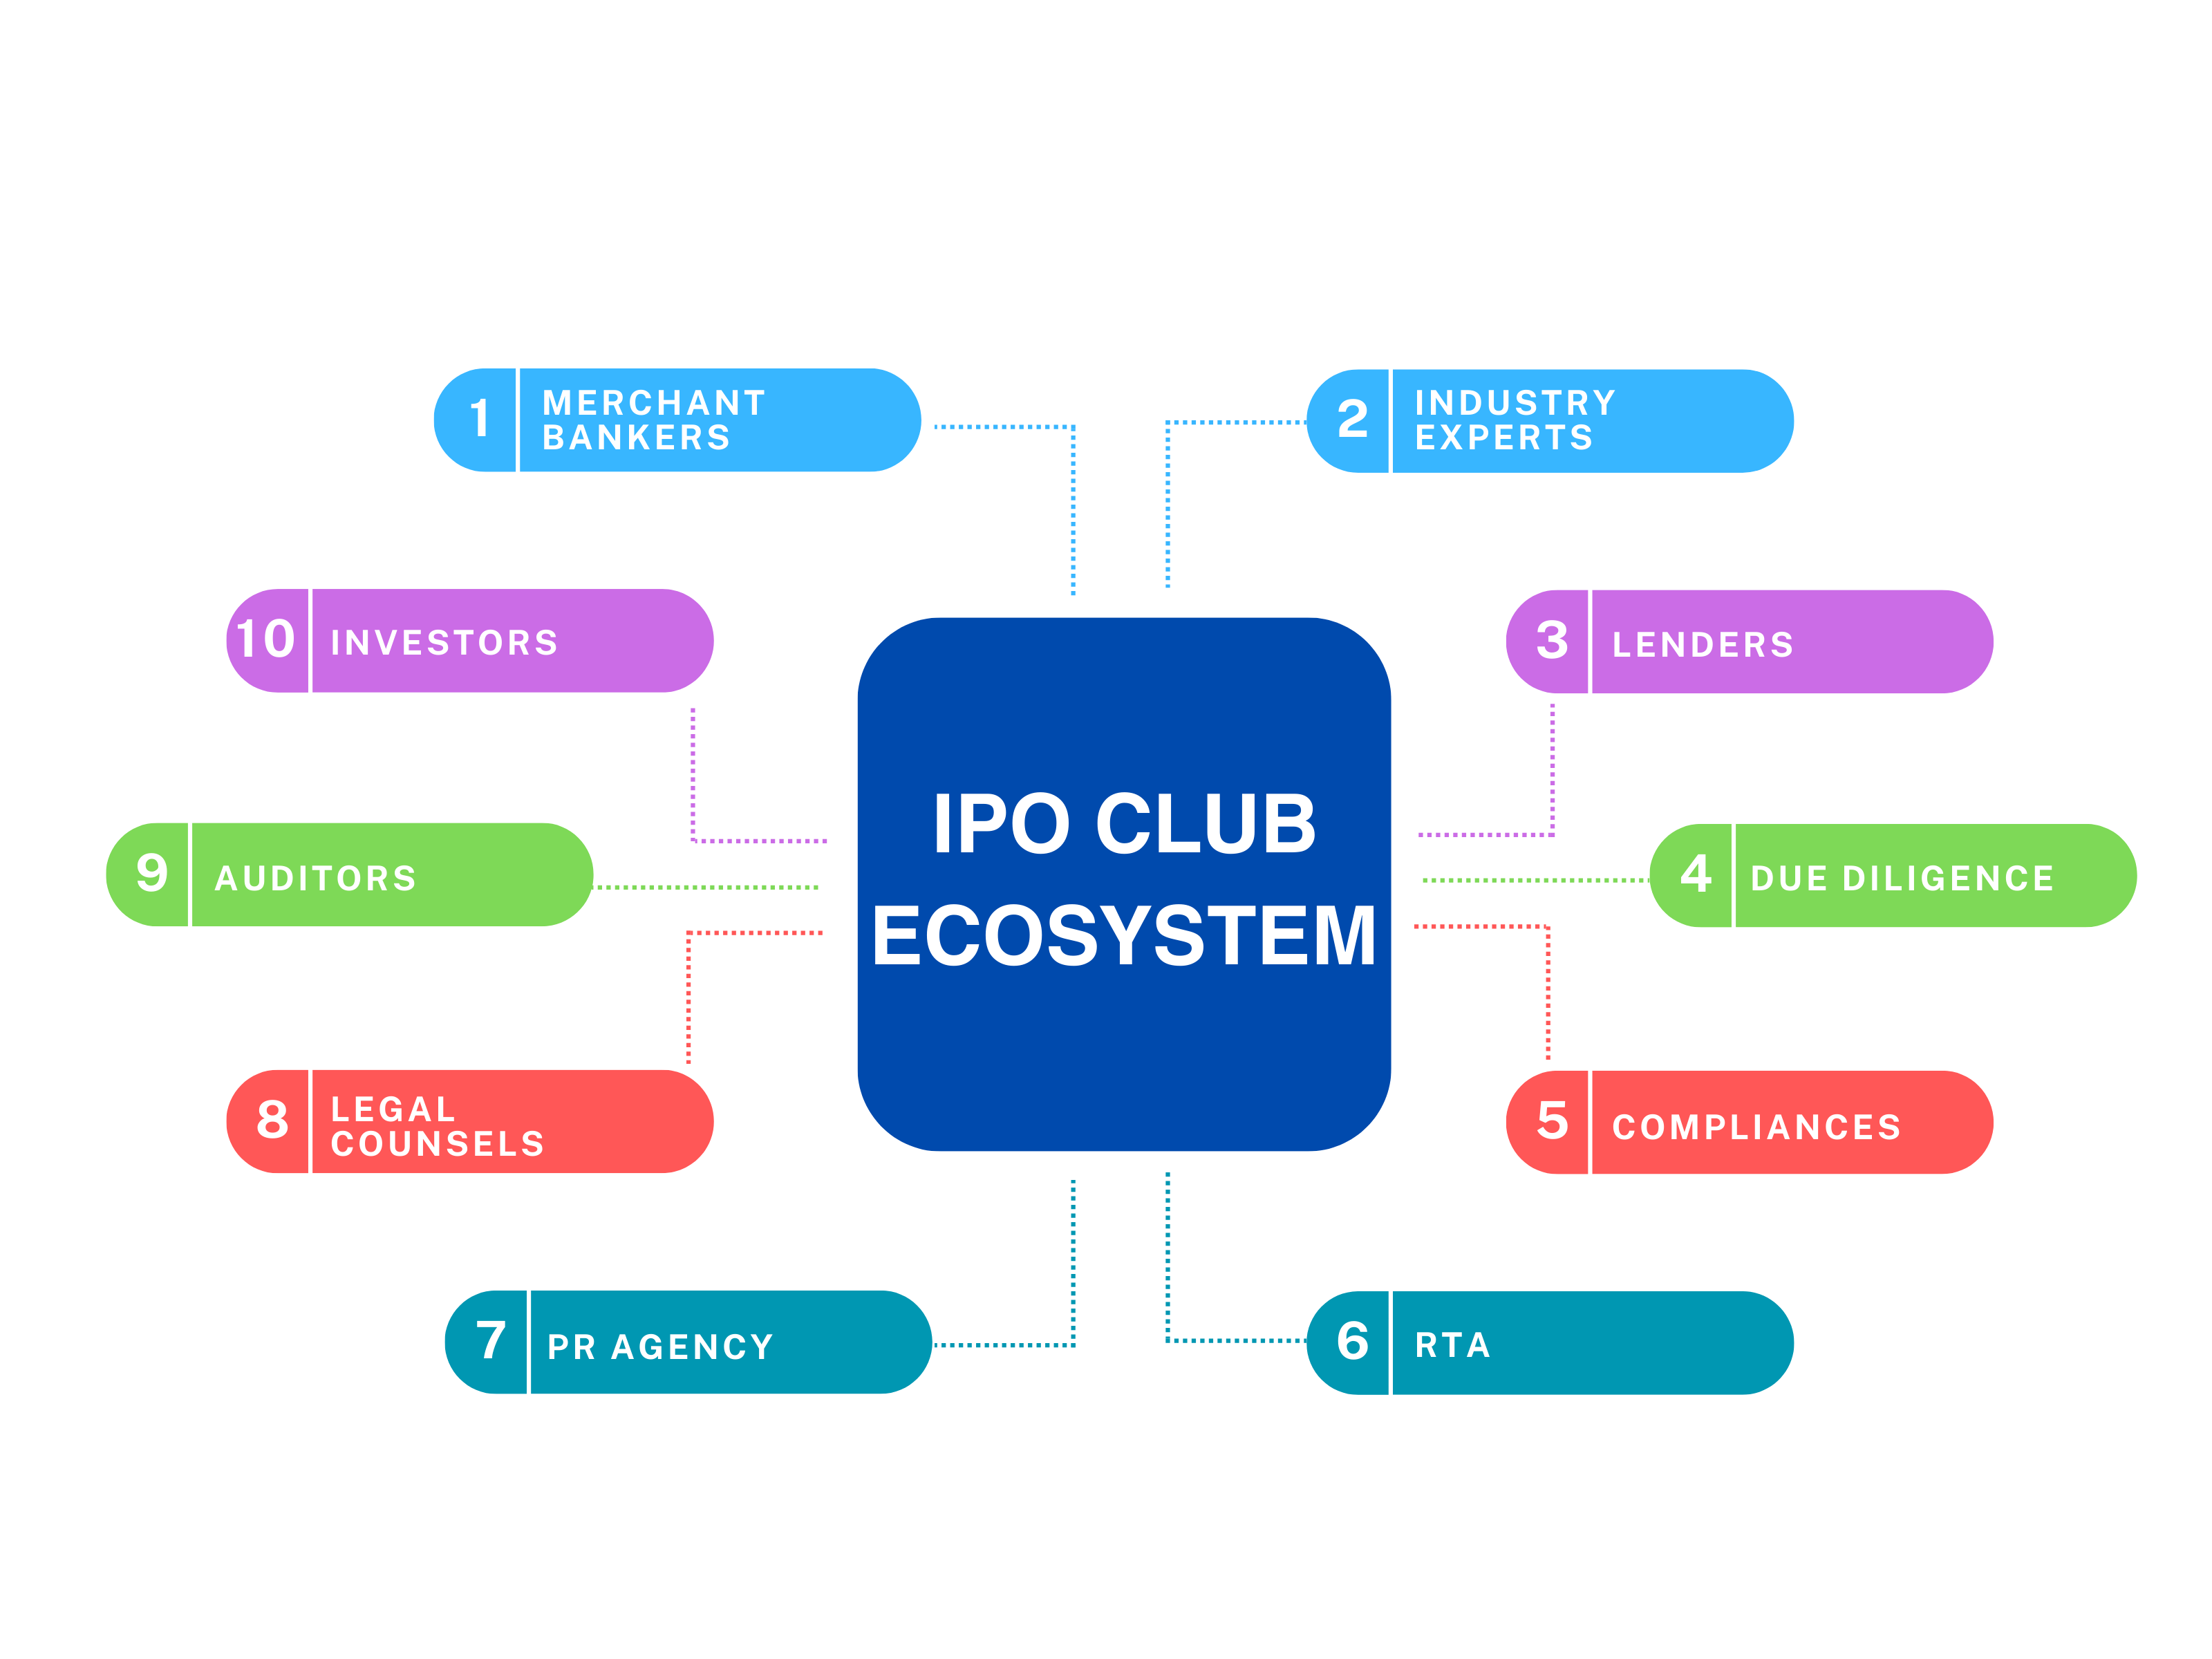 1
MERCHANT
BANKERS
2
INDUSTRY
EXPERTS
10
INVESTORS
3
LENDERS
IPO CLUB
ECOSYSTEM
9
AUDITORS
4
DUE DILIGENCE
8
LEGAL
COUNSELS
5
COMPLIANCES
7
PR AGENCY
6
RTA